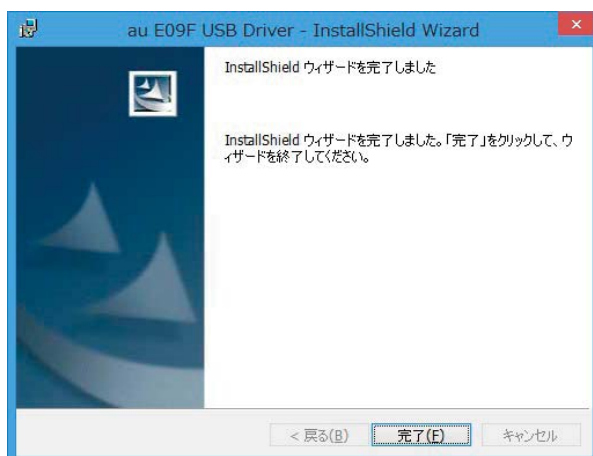 au E09F USB Driver - InstallShield Wizard
InstallShield ウィザードを完了しました
InstallShield ウィザードを完了しました。「完了」をクリックして、ウ
ィザードを終了してください。
< 戻る(B) 完了(F) キャンセル